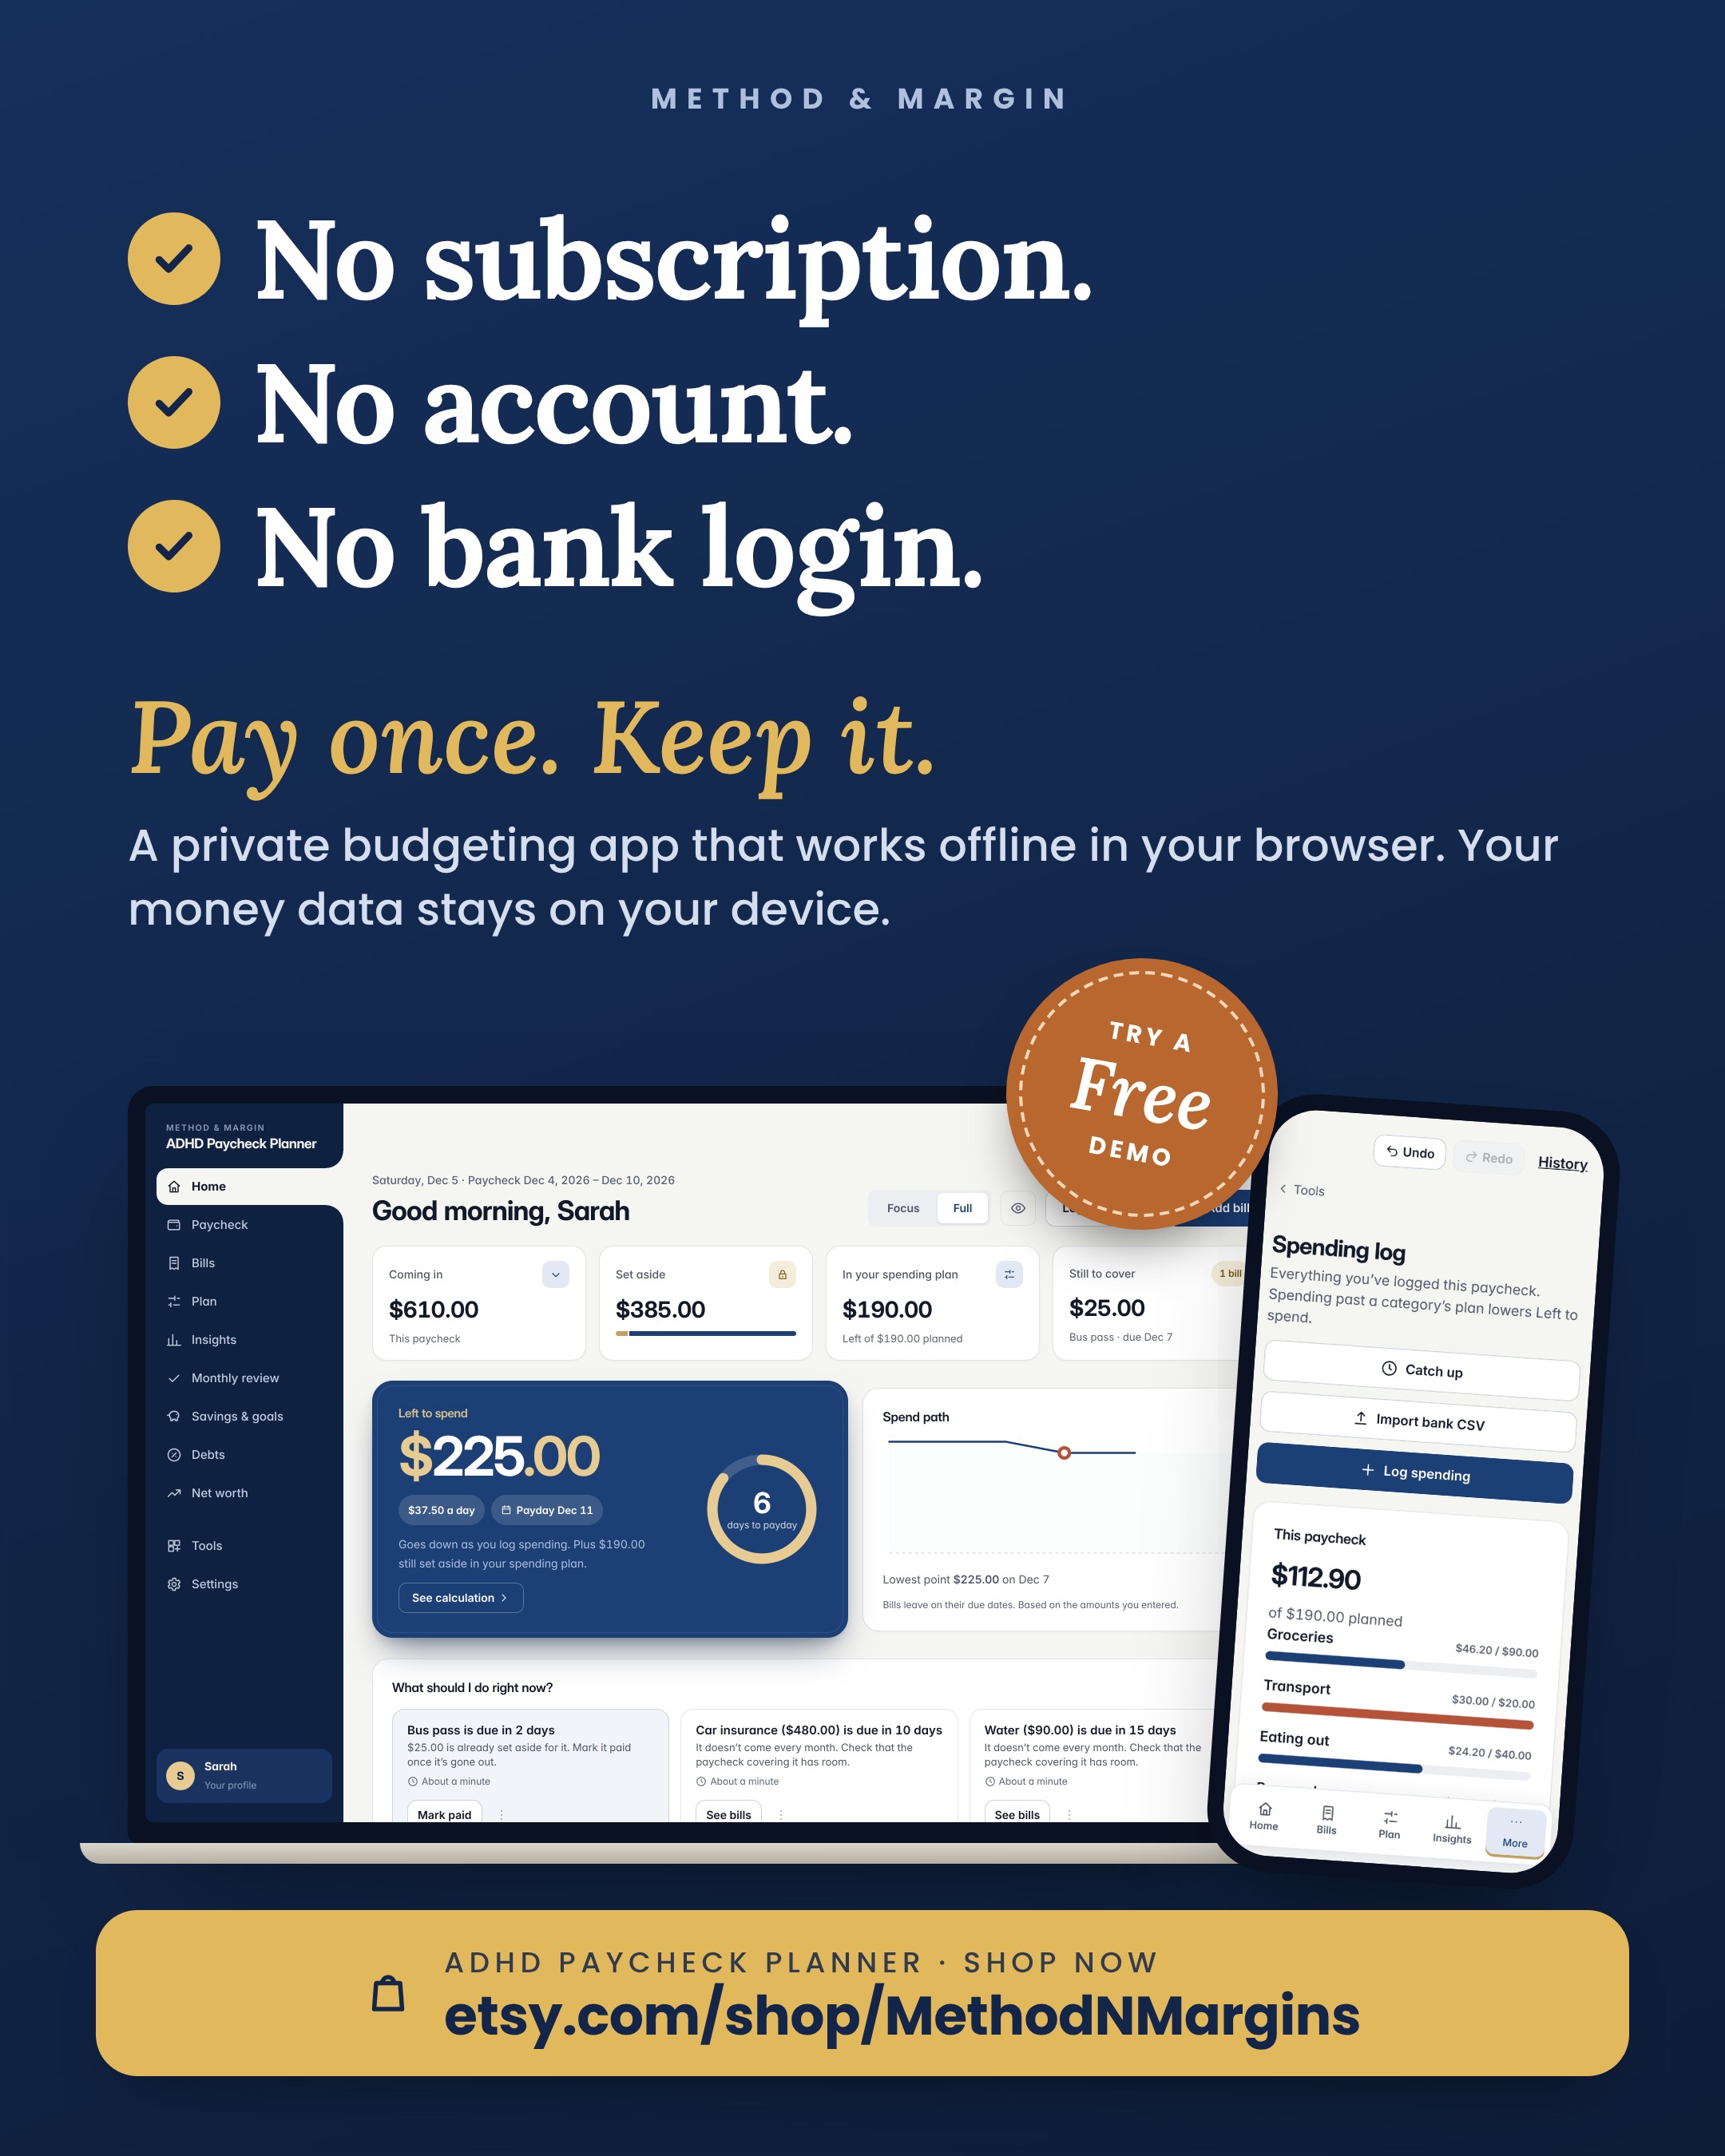 METHOD & MARGIN
No subscription.
No account.
No bank login.
Pay once. Keep it.
A private budgeting app that works offline in your browser. Your
money data stays on your device.
TRY A
Free
DEMO
METHOD & MARGIN
ADHD Paycheck Planner
Home
Paycheck
Bills
Plan
Insights
Monthly review
Savings & goals
Debts
Net worth
Tools
Settings
S
Sarah
Your profile
Saturday, Dec 5 · Paycheck Dec 4, 2026 – Dec 10, 2026
Good morning, Sarah
Focus
Full
bill
Coming in
$610.00
This paycheck
Set aside
$385.00
In your spending plan
$190.00
Left of $190.00 planned
Still to cover
1 bill
$25.00
Bus pass · due Dec 7
Left to spend
$225.00
$37.50 a day
Payday Dec 11
6
days to payday
Goes down as you log spending. Plus $190.00
still set aside in your spending plan.
See calculation
Spend path
Lowest point $225.00 on Dec 7
Bills leave on their due dates. Based on the amounts you entered.
What should I do right now?
Bus pass is due in 2 days
$25.00 is already set aside for it. Mark it paid
once it's gone out.
About a minute
Mark paid
Car insurance ($480.00) is due in 10 days
It doesn't come every month. Check that the
paycheck covering it has room.
About a minute
See bills
Water ($90.00) is due in 15 days
It doesn't come every month. Check that the
paycheck covering it has room.
About a minute
See bills
Undo
Redo
History
Tools
Spending log
Everything you've logged this paycheck.
Spending past a category's plan lowers Left to
spend.
Catch up
Import bank CSV
Log spending
This paycheck
$112.90
of $190.00 planned
Groceries
$46.20 / $90.00
Transport
$30.00 / $20.00
Eating out
$24.20 / $40.00
Home
Bills
Plan
Insights
More
ADHD PAYCHECK PLANNER · SHOP NOW
etsy.com/shop/MethodNMargins